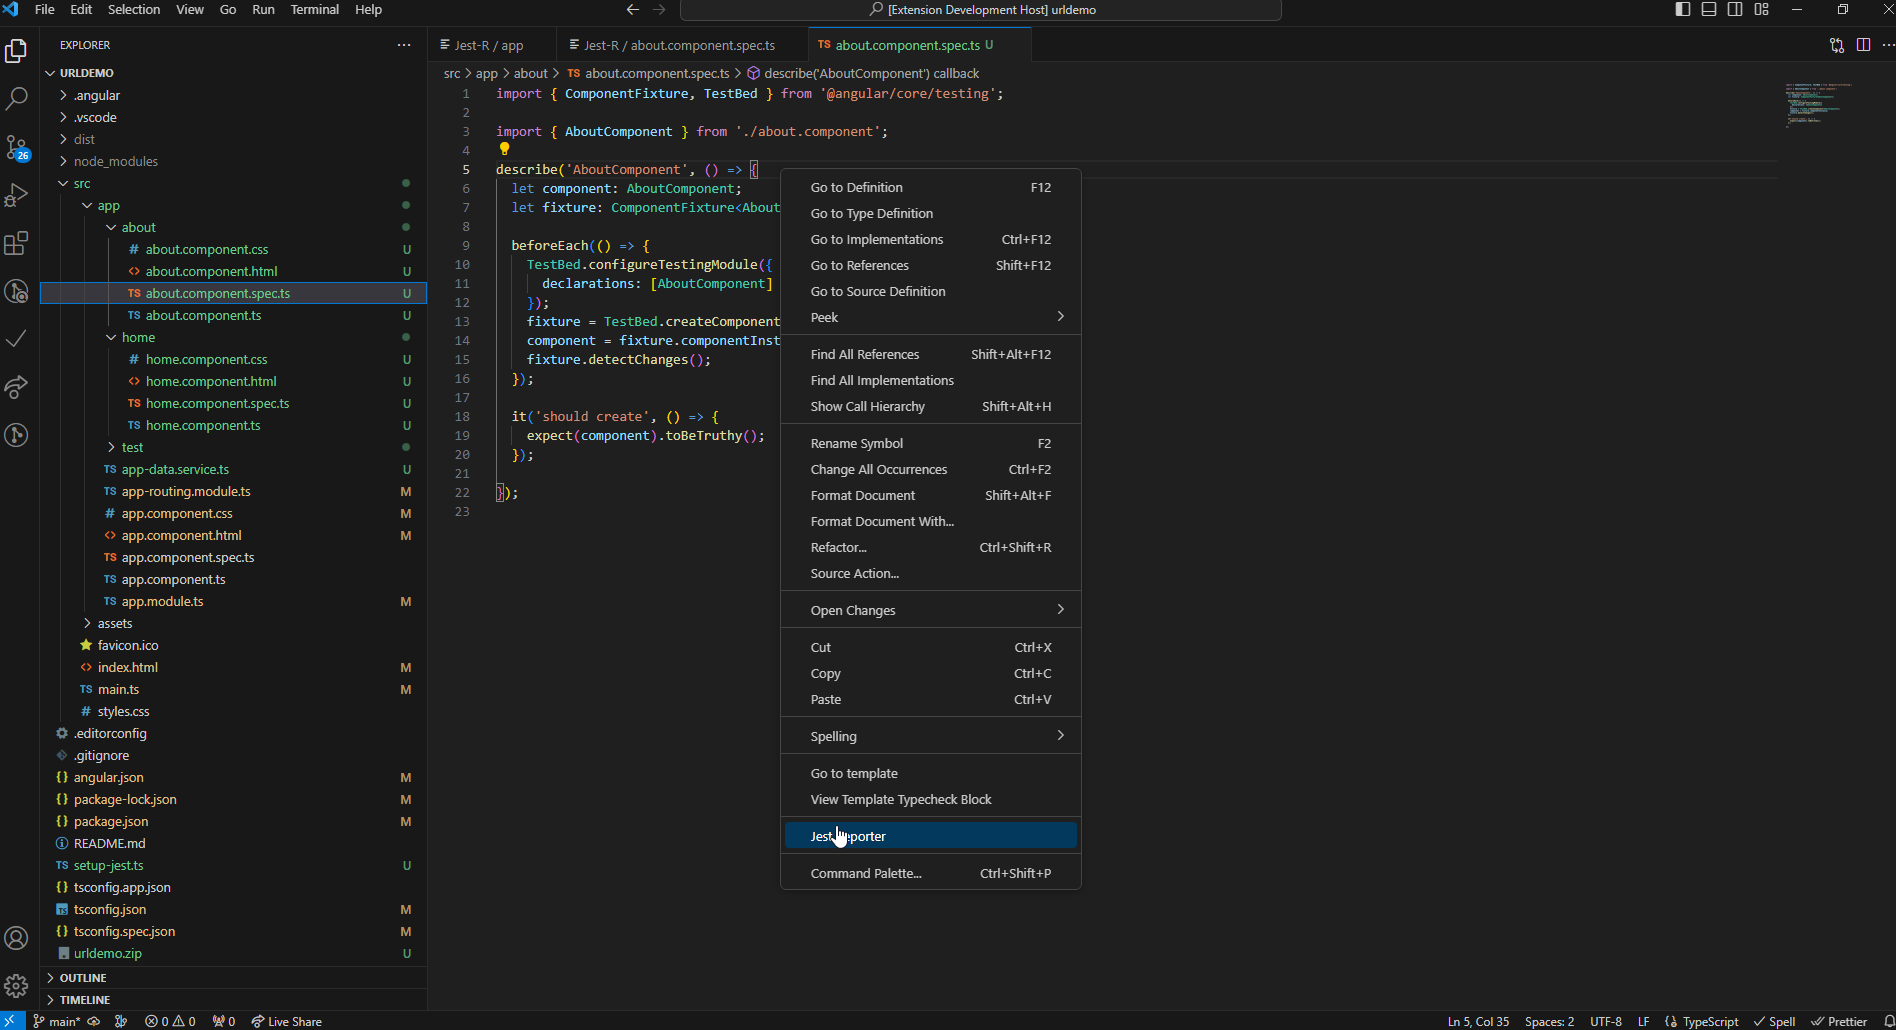 File Edit Selection View Go Run Terminal Help
[Extension Development Host] urldemo
EXPLORER
Jest-R / app
Jest-R / about.component.spec.ts
TS about.component.spec.ts U
src > app > about > TS about.component.spec.ts > describe('AboutComponent') callback
URLDEMO
.angular
.vscode
dist
node_modules
src
app
about
# about.component.css U
<> about.component.html U
TS about.component.spec.ts U
TS about.component.ts U
home
# home.component.css U
<> home.component.html U
TS home.component.spec.ts U
TS home.component.ts U
test
TS app-data.service.ts U
TS app-routing.module.ts M
# app.component.css M
<> app.component.html M
TS app.component.spec.ts
TS app.component.ts
TS app.module.ts M
assets
favicon.ico
<> index.html M
TS main.ts M
# styles.css
.editorconfig
.gitignore
{} angular.json M
{} package-lock.json M
{} package.json M
README.md
TS setup-jest.ts U
{} tsconfig.app.json
TS tsconfig.json M
{} tsconfig.spec.json M
urldemo.zip U
OUTLINE
TIMELINE
26
1 import { ComponentFixture, TestBed } from '@angular/core/testing';
2
3 import { AboutComponent } from './about.component';
4
5 describe('AboutComponent', () => {
6 let component: AboutComponent;
7 let fixture: ComponentFixture<About
8
9 beforeEach(() => {
10 TestBed.configureTestingModule({
11 declarations: [AboutComponent]
12 });
13 fixture = TestBed.createComponent
14 component = fixture.componentInst
15 fixture.detectChanges();
16 });
17
18 it('should create', () => {
19 expect(component).toBeTruthy();
20 });
21
22 });
23
Go to Definition F12
Go to Type Definition
Go to Implementations Ctrl+F12
Go to References Shift+F12
Go to Source Definition
Peek
Find All References Shift+Alt+F12
Find All Implementations
Show Call Hierarchy Shift+Alt+H
Rename Symbol F2
Change All Occurrences Ctrl+F2
Format Document Shift+Alt+F
Format Document With...
Refactor... Ctrl+Shift+R
Source Action...
Open Changes
Cut Ctrl+X
Copy Ctrl+C
Paste Ctrl+V
Spelling
Go to template
View Template Typecheck Block
Jest porter
Command Palette... Ctrl+Shift+P
main* 0 0 0 Live Share
Ln 5, Col 35 Spaces: 2 UTF-8 LF {} TypeScript Spell Prettier